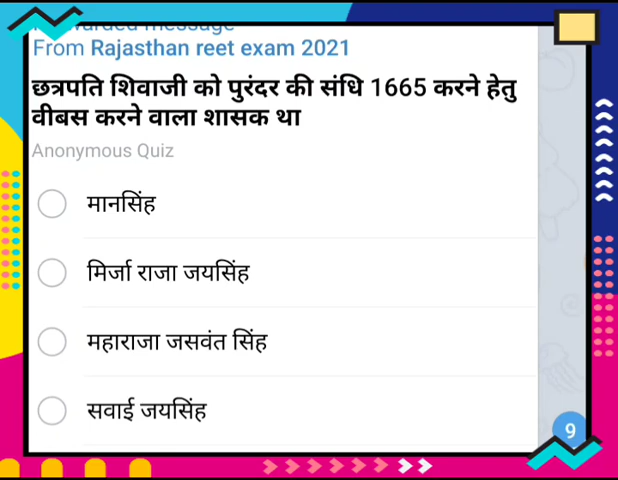 From Rajasthan reet exam 2021
छत्रपति शिवाजी को पुरंदर की संधि 1665 करने हेतु
वीबस करने वाला शासक था
Anonymous Quiz
मानसिंह
मिर्जा राजा जयसिंह
महाराजा जसवंत सिंह
सवाई जयसिंह
9